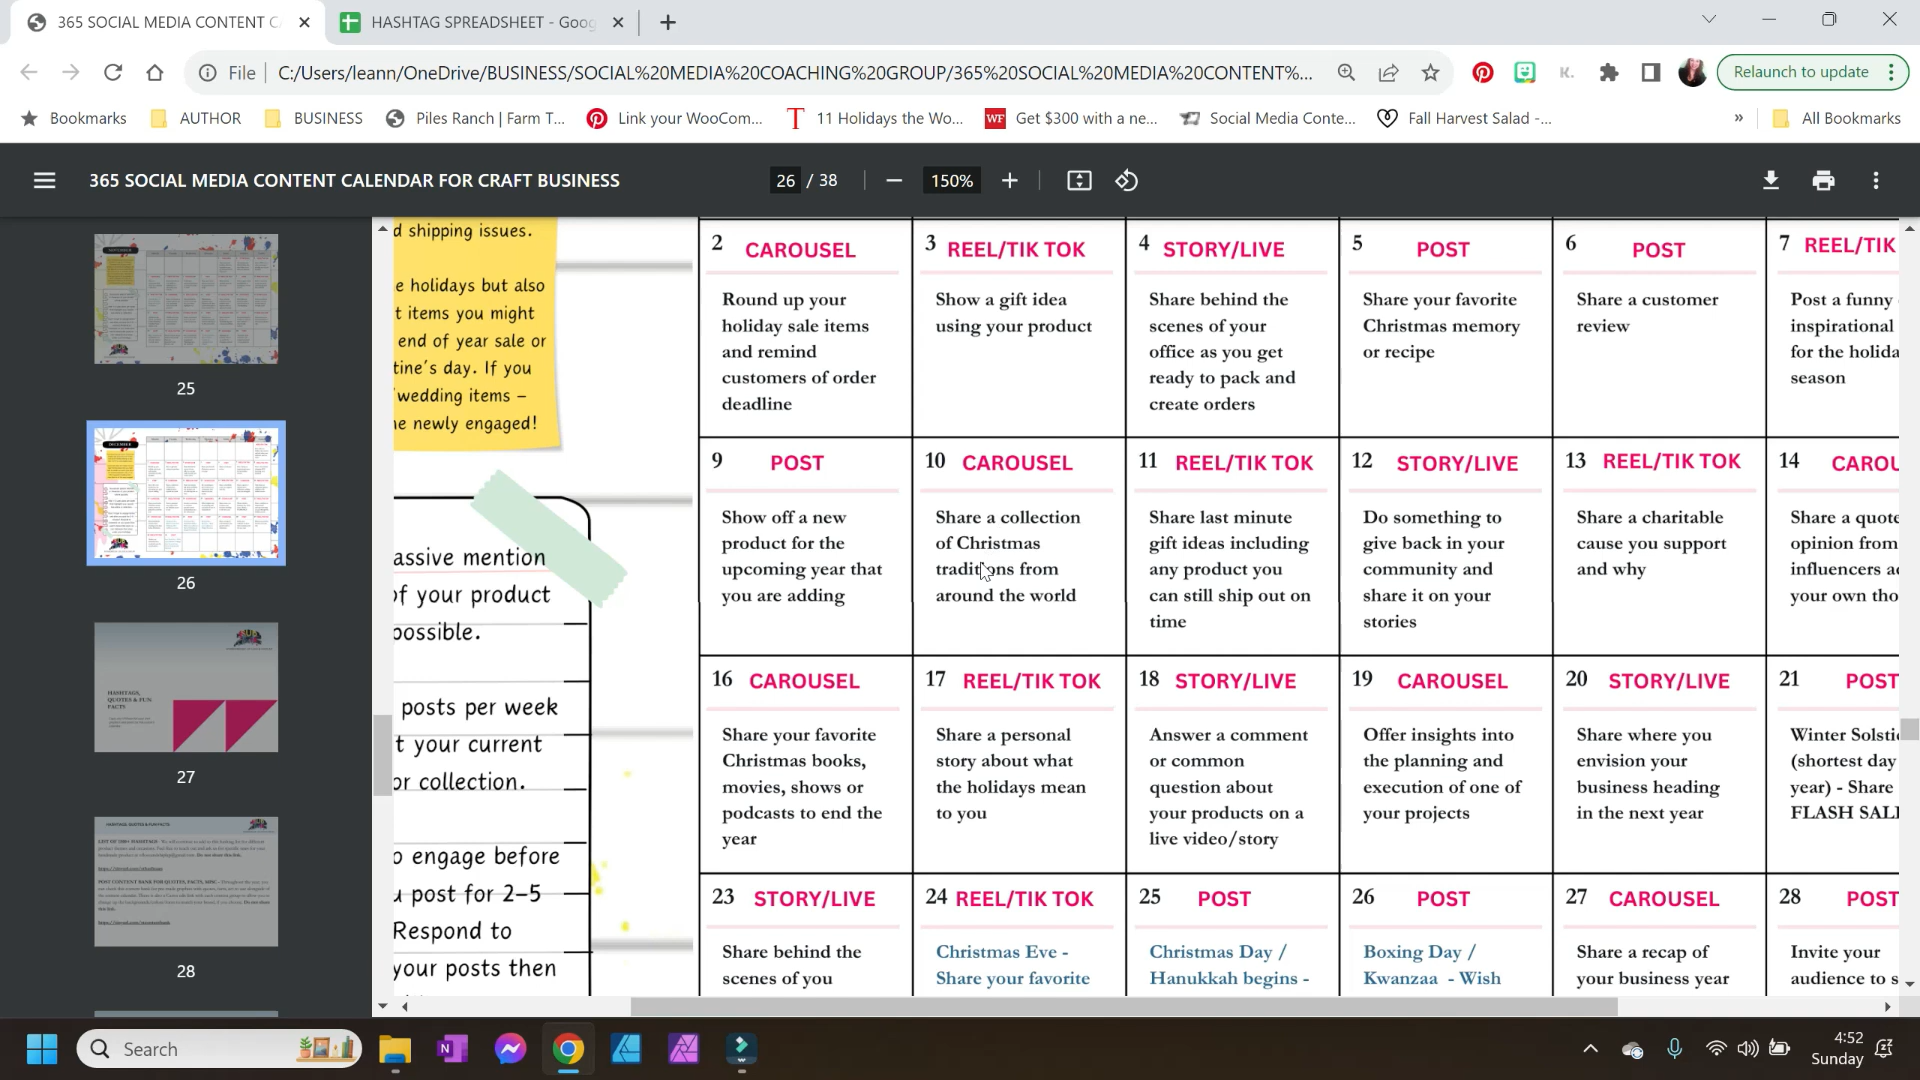 365 SOCIAL MEDIA CONTENT C
HASHTAG SPREADSHEET - Goog
File
C:/Users/leann/OneDrive/BUSINESS/SOCIAL%20MEDIA%20COACHING%20GROUP/365%20SOCIAL%20MEDIA%20CONTENT%...
Relaunch to update
Bookmarks
AUTHOR
BUSINESS
Piles Ranch | Farm T...
Link your WooCom...
11 Holidays the Wo...
Get $300 with a ne...
Social Media Conte...
Fall Harvest Salad -...
»
All Bookmarks
365 SOCIAL MEDIA CONTENT CALENDAR FOR CRAFT BUSINESS
26 / 38
150%
25
26
HASHTAGS,
QUOTES & FUN
FACTS
27
HASHTAGS, QUOTES & FUN FACTS
28
d shipping issues.
e holidays but also
t items you might
end of year sale or
tine's day. If you
/wedding items –
ne newly engaged!
assive mention
of your product
possible.
posts per week
t your current
or collection.
o engage before
u post for 2–5
Respond to
your posts then
2 CAROUSEL
Round up your
holiday sale items
and remind
customers of order
deadline
3 REEL/TIK TOK
Show a gift idea
using your product
4 STORY/LIVE
Share behind the
scenes of your
office as you get
ready to pack and
create orders
5 POST
Share your favorite
Christmas memory
or recipe
6 POST
Share a customer
review
7 REEL/TIK
Post a funny
inspirational
for the holida
season
9 POST
Show off a new
product for the
upcoming year that
you are adding
10 CAROUSEL
Share a collection
of Christmas
traditions from
around the world
11 REEL/TIK TOK
Share last minute
gift ideas including
any product you
can still ship out on
time
12 STORY/LIVE
Do something to
give back in your
community and
share it on your
stories
13 REEL/TIK TOK
Share a charitable
cause you support
and why
14 CAROU
Share a quote
opinion from
influencers a
your own tho
16 CAROUSEL
Share your favorite
Christmas books,
movies, shows or
podcasts to end the
year
17 REEL/TIK TOK
Share a personal
story about what
the holidays mean
to you
18 STORY/LIVE
Answer a comment
or common
question about
your products on a
live video/story
19 CAROUSEL
Offer insights into
the planning and
execution of one of
your projects
20 STORY/LIVE
Share where you
envision your
business heading
in the next year
21 POST
Winter Solsti
(shortest day
year) - Share
FLASH SAL
23 STORY/LIVE
Share behind the
scenes of you
24 REEL/TIK TOK
Christmas Eve -
Share your favorite
25 POST
Christmas Day /
Hanukkah begins -
26 POST
Boxing Day /
Kwanzaa - Wish
27 CAROUSEL
Share a recap of
your business year
28 POST
Invite your
audience to s
Search
4:52
Sunday